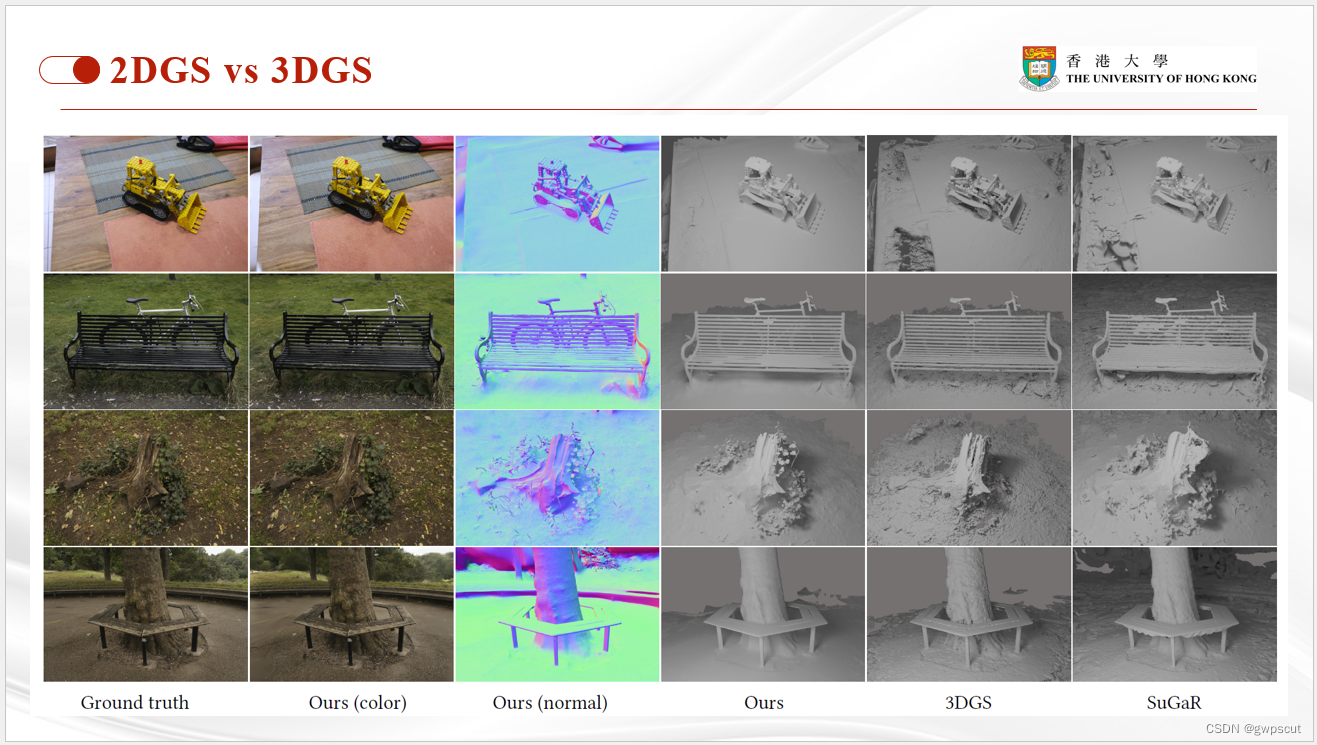 2DGS vs 3DGS
香港大學
THE UNIVERSITY OF HONG KONG
Ground truth
Ours (color)
Ours (normal)
Ours
3DGS
SuGaR
CSDN @gwpscut